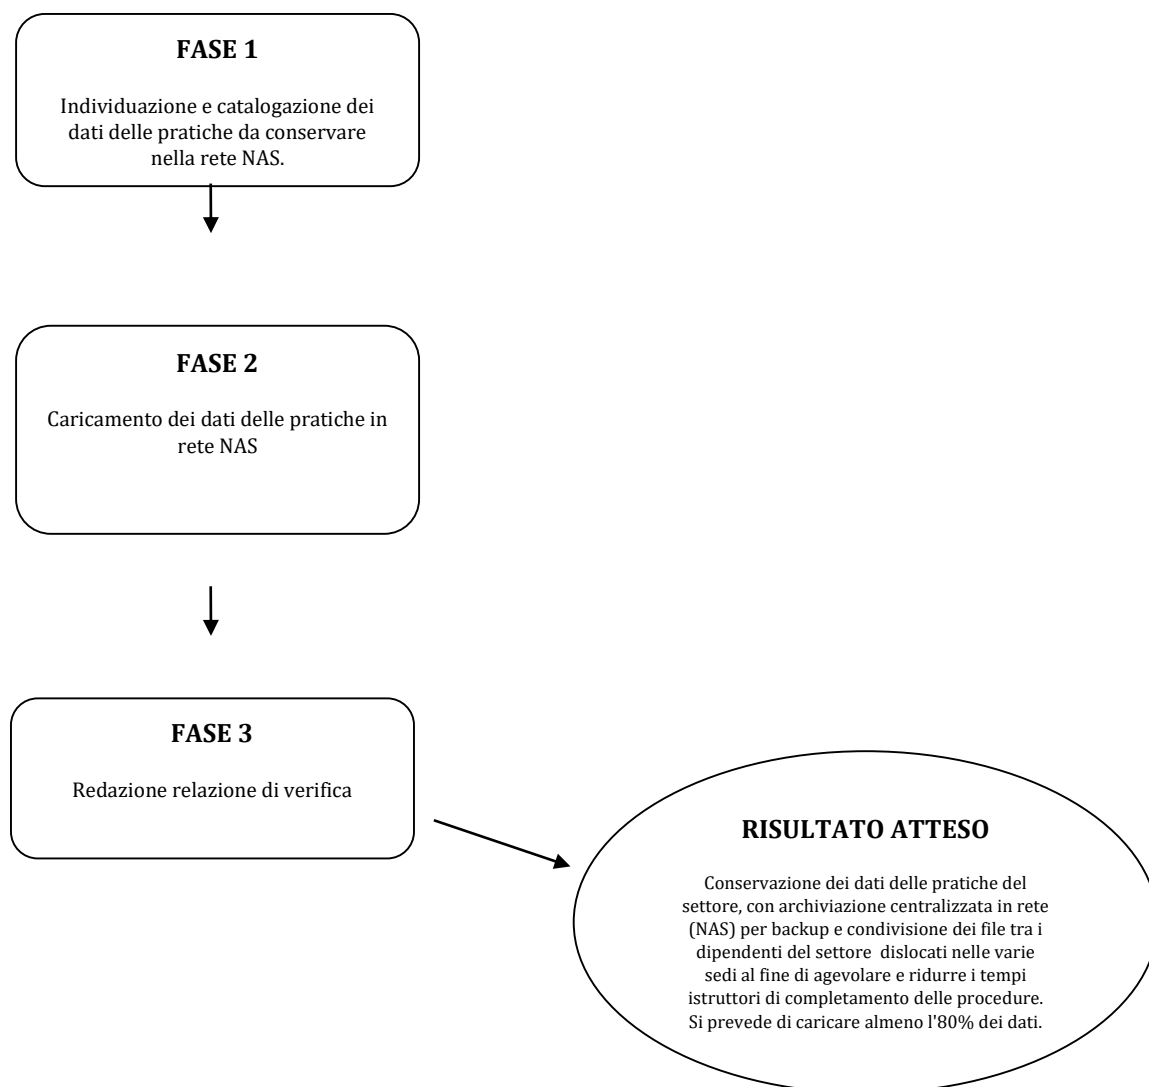 FASE 1
Individuazione e catalogazione dei
dati delle pratiche da conservare
nella rete NAS.
FASE 2
Caricamento dei dati delle pratiche in
rete NAS
FASE 3
Redazione relazione di verifica
RISULTATO ATTESO
Conservazione dei dati delle pratiche del
settore, con archiviazione centralizzata in rete
(NAS) per backup e condivisione dei file tra i
dipendenti del settore  dislocati nelle varie
sedi al fine di agevolare e ridurre i tempi
istruttori di completamento delle procedure.
Si prevede di caricare almeno l'80% dei dati.